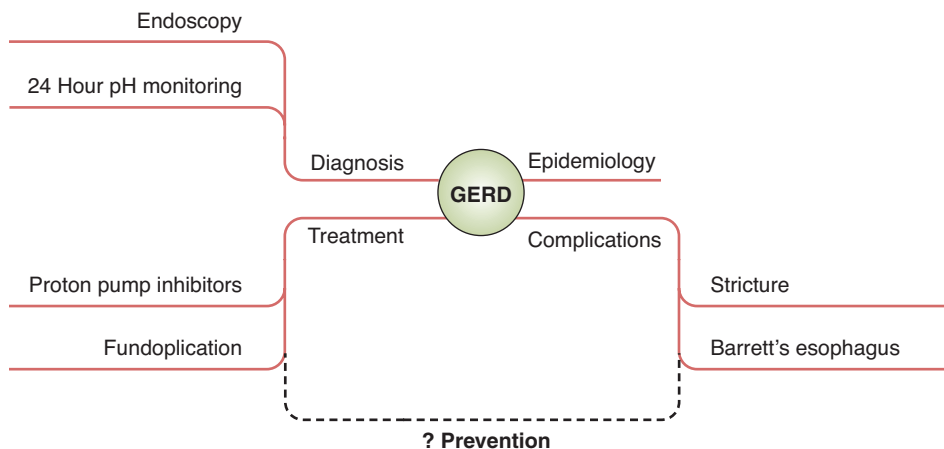 Endoscopy
24 Hour pH monitoring
Diagnosis
GERD
Epidemiology
Treatment
Complications
Proton pump inhibitors
Stricture
Fundoplication
Barrett's esophagus
? Prevention